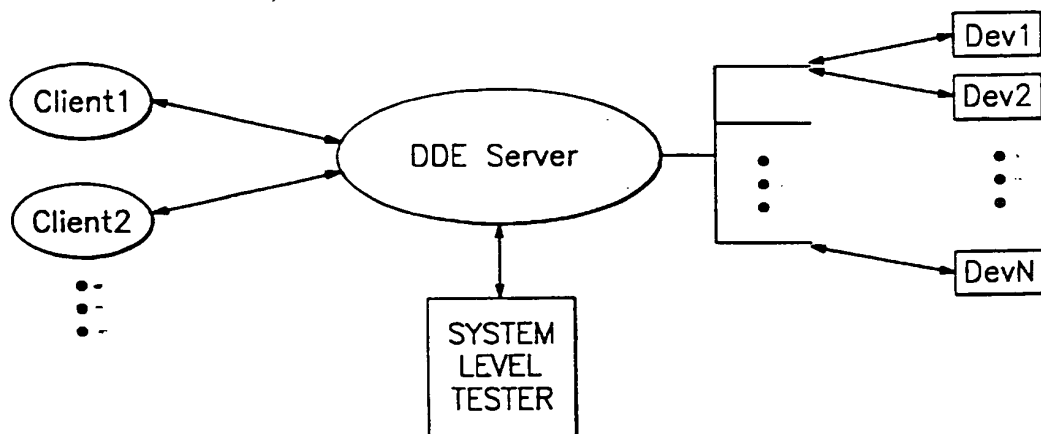 Client1
Client2
DDE Server
SYSTEM
LEVEL
TESTER
Dev1
Dev2
DevN